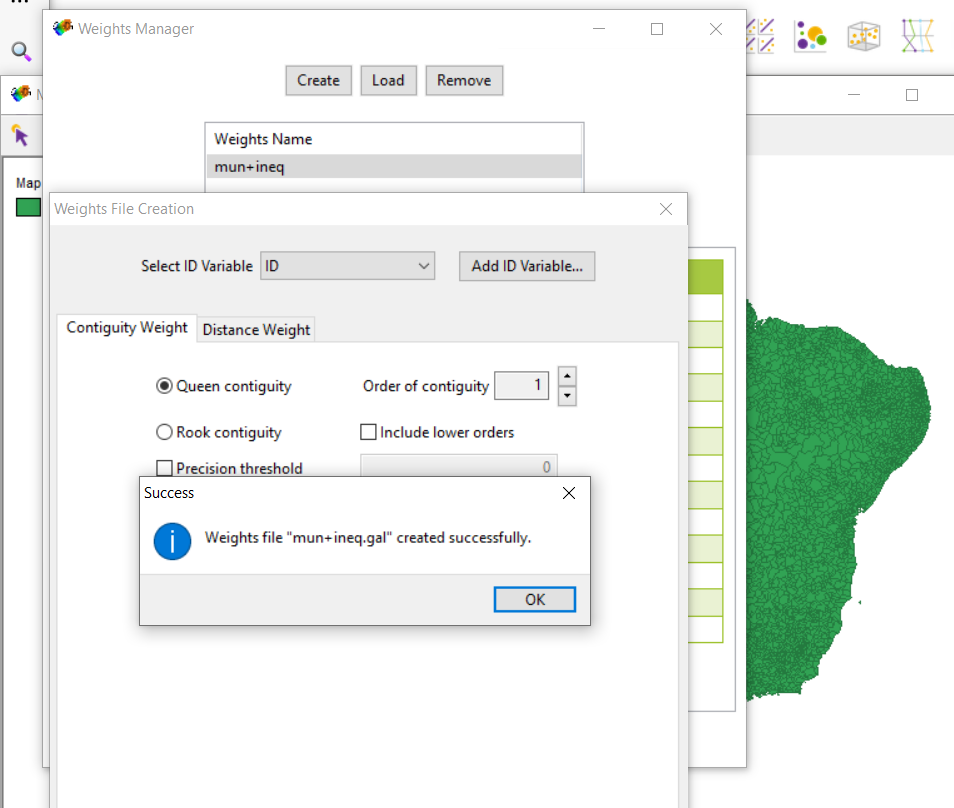 Weights Manager
Create Load Remove
Weights Name
mun+ineq
Map
Weights File Creation
Select ID Variable ID Add ID Variable...
Contiguity Weight Distance Weight
Queen contiguity Order of contiguity 1
Rook contiguity Include lower orders
Precision threshold 0
Success
Weights file "mun+ineq.gal" created successfully.
OK